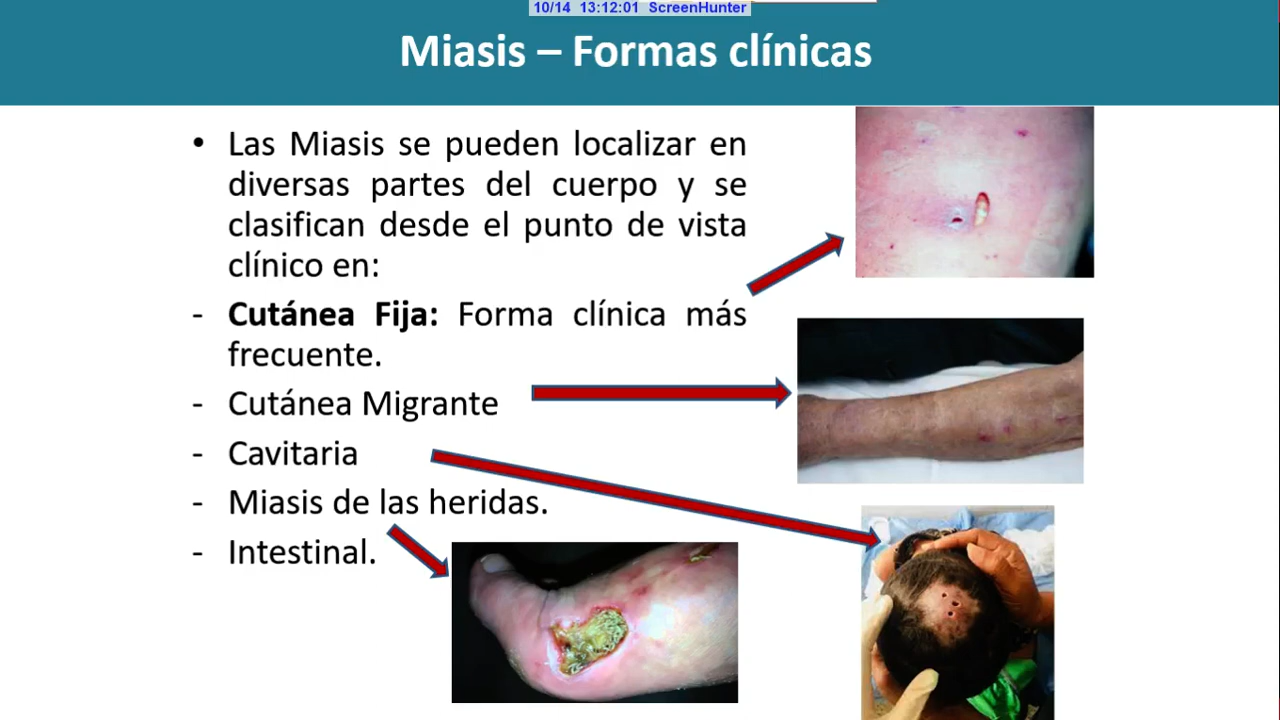 10/14 13:12:01 ScreenHunter
Miasis – Formas clínicas
• Las Miasis se pueden localizar en
diversas partes del cuerpo y se
clasifican desde el punto de vista
clínico en:
- Cutánea Fija: Forma clínica más
frecuente.
- Cutánea Migrante
- Cavitaria
- Miasis de las heridas.
- Intestinal.